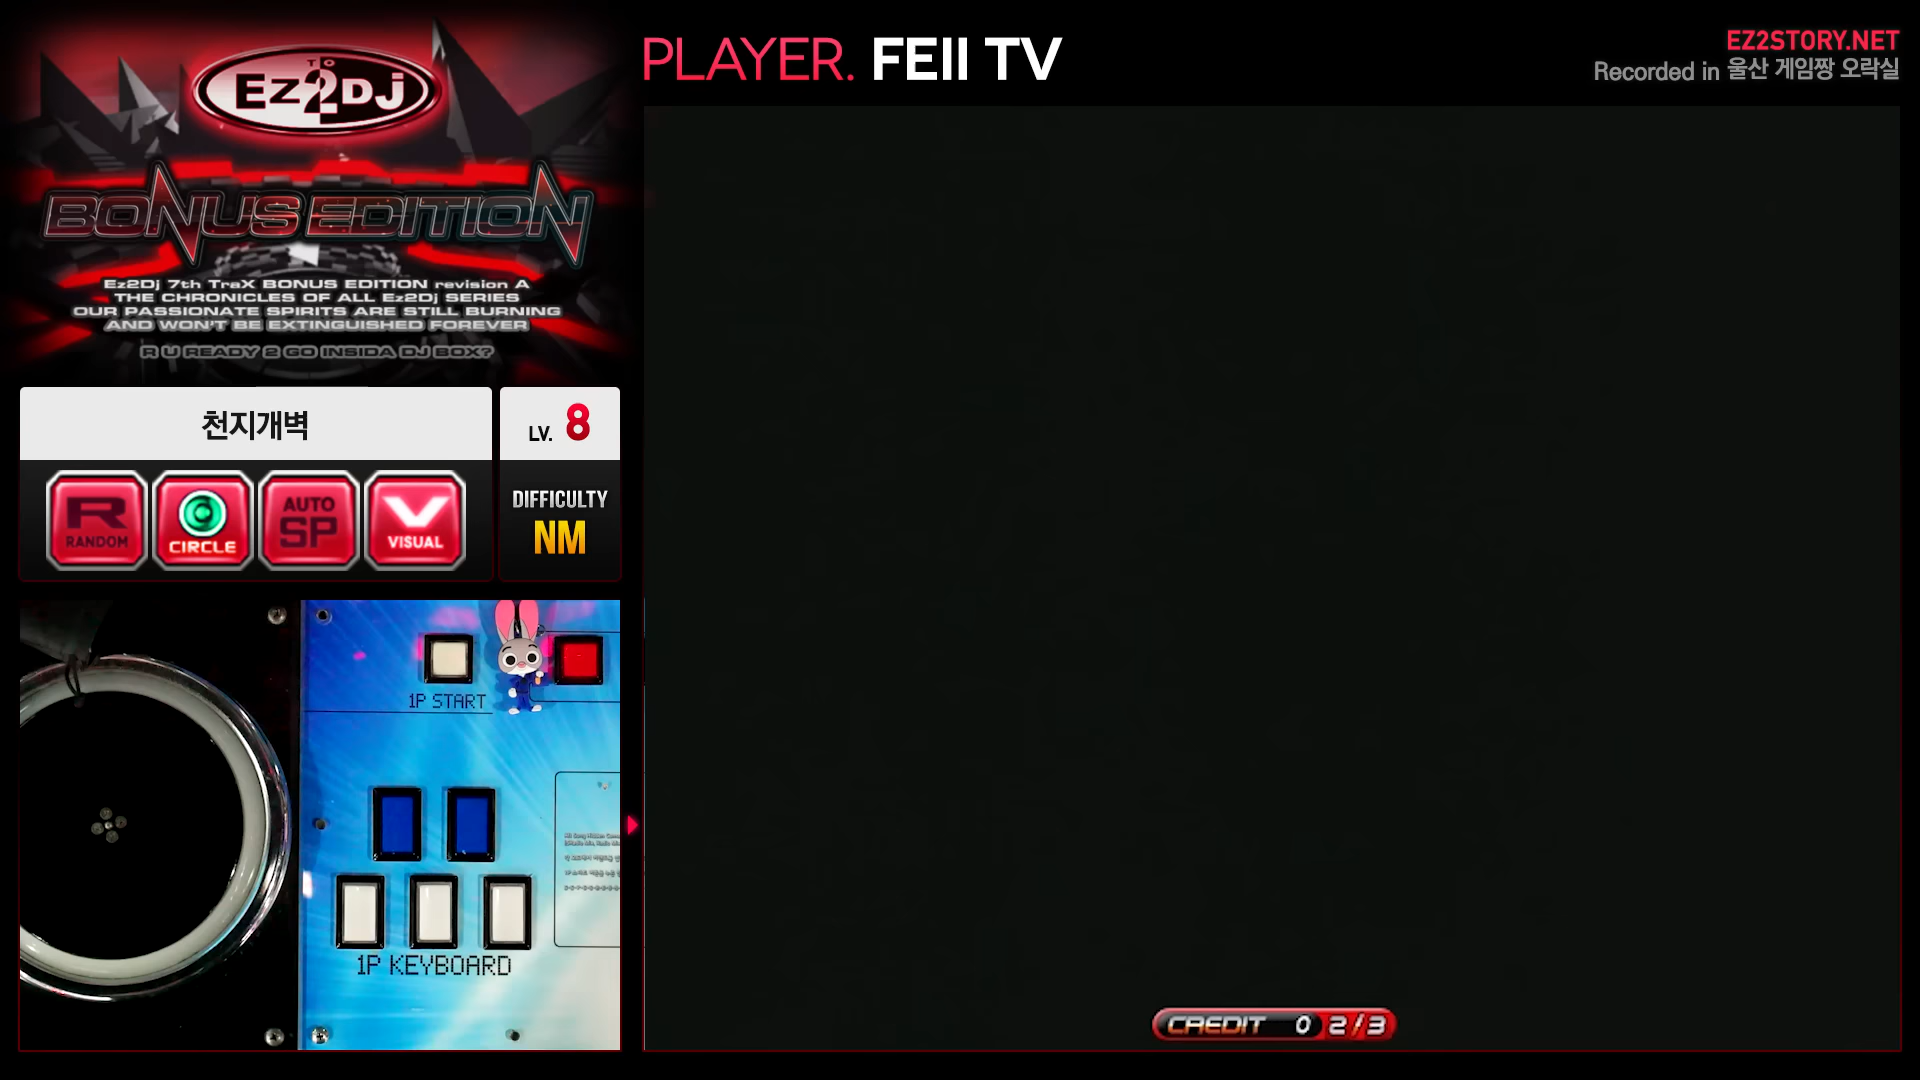 TO
Ez2Dj
BONUS EDITION
Ez2Dj 7th TraX BONUS EDITION revision A
THE CHRONICLES OF ALL Ez2Dj SERIES
OUR PASSIONATE SPIRITS ARE STILL BURNING
AND WON'T BE EXTINGUISHED FOREVER
R U READY 2 GO INSIDA DJ BOX?
천지개벽
LV. 8
R
RANDOM
CIRCLE
AUTO
SP
V
VISUAL
DIFFICULTY
NM
1P START
1P KEYBOARD
PLAYER. FEII TV
EZ2STORY.NET
Recorded in 울산 게임짱 오락실
CREDIT 0 2/3